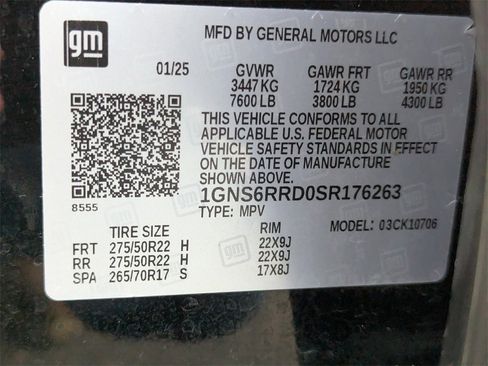 gm
MFD BY GENERAL MOTORS LLC
01/25 GVWR GAWR FRT GAWR RR
3447 KG 1724 KG 1950 KG
7600 LB 3800 LB 4300 LB
THIS VEHICLE CONFORMS TO ALL
APPLICABLE U.S. FEDERAL MOTOR
VEHICLE SAFETY STANDARDS IN EFFECT
ON THE DATE OF MANUFACTURE
SHOWN ABOVE.
8555 1GNS6RRD0SR176263
TYPE: MPV MODEL: 03CK10706
TIRE SIZE RIM
FRT 275/50R22 H 22X9J
RR 275/50R22 H 22X9J
SPA 265/70R17 S 17X8J